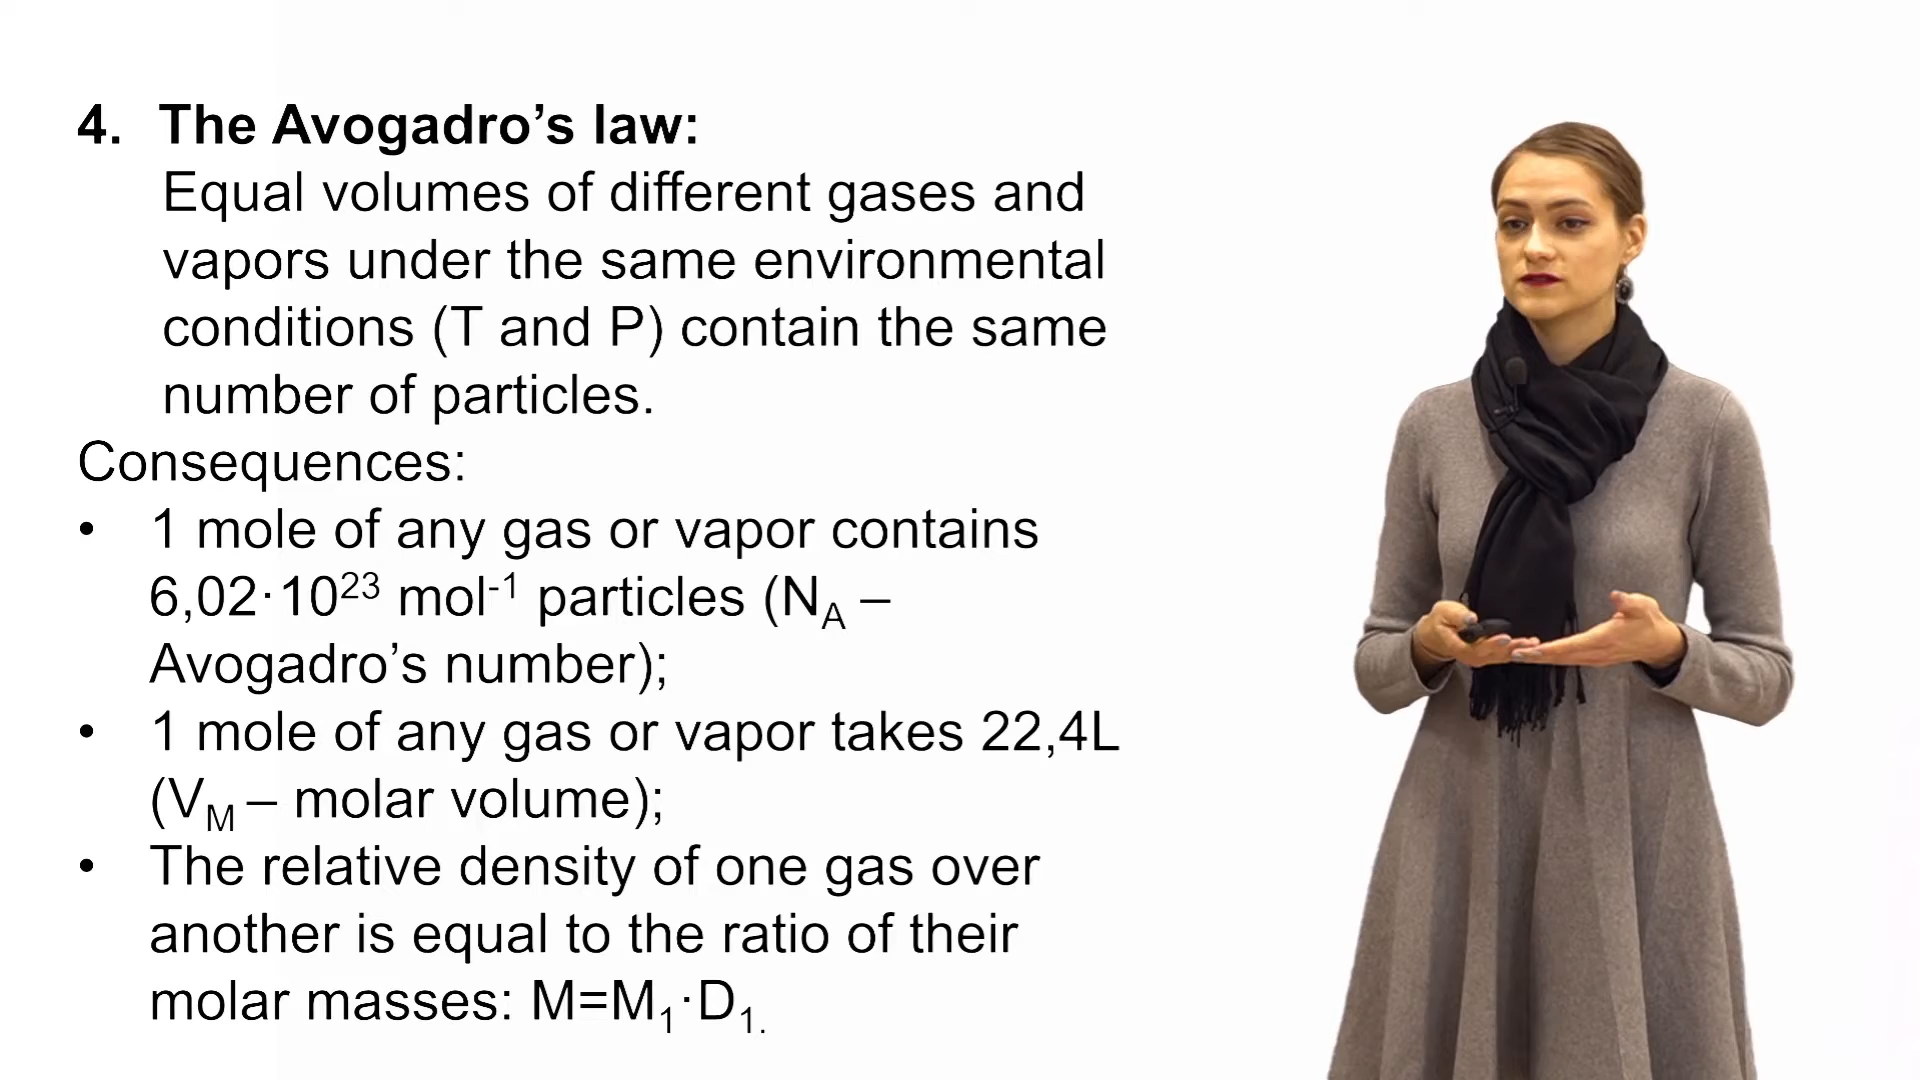 4. The Avogadro’s law:
Equal volumes of different gases and
vapors under the same environmental
conditions (T and P) contain the same
number of particles.
Consequences:
• 1 mole of any gas or vapor contains
6,02·10²³ mol⁻¹ particles (N_A –
Avogadro’s number);
• 1 mole of any gas or vapor takes 22,4L
(V_M – molar volume);
• The relative density of one gas over
another is equal to the ratio of their
molar masses: M=M₁·D₁.